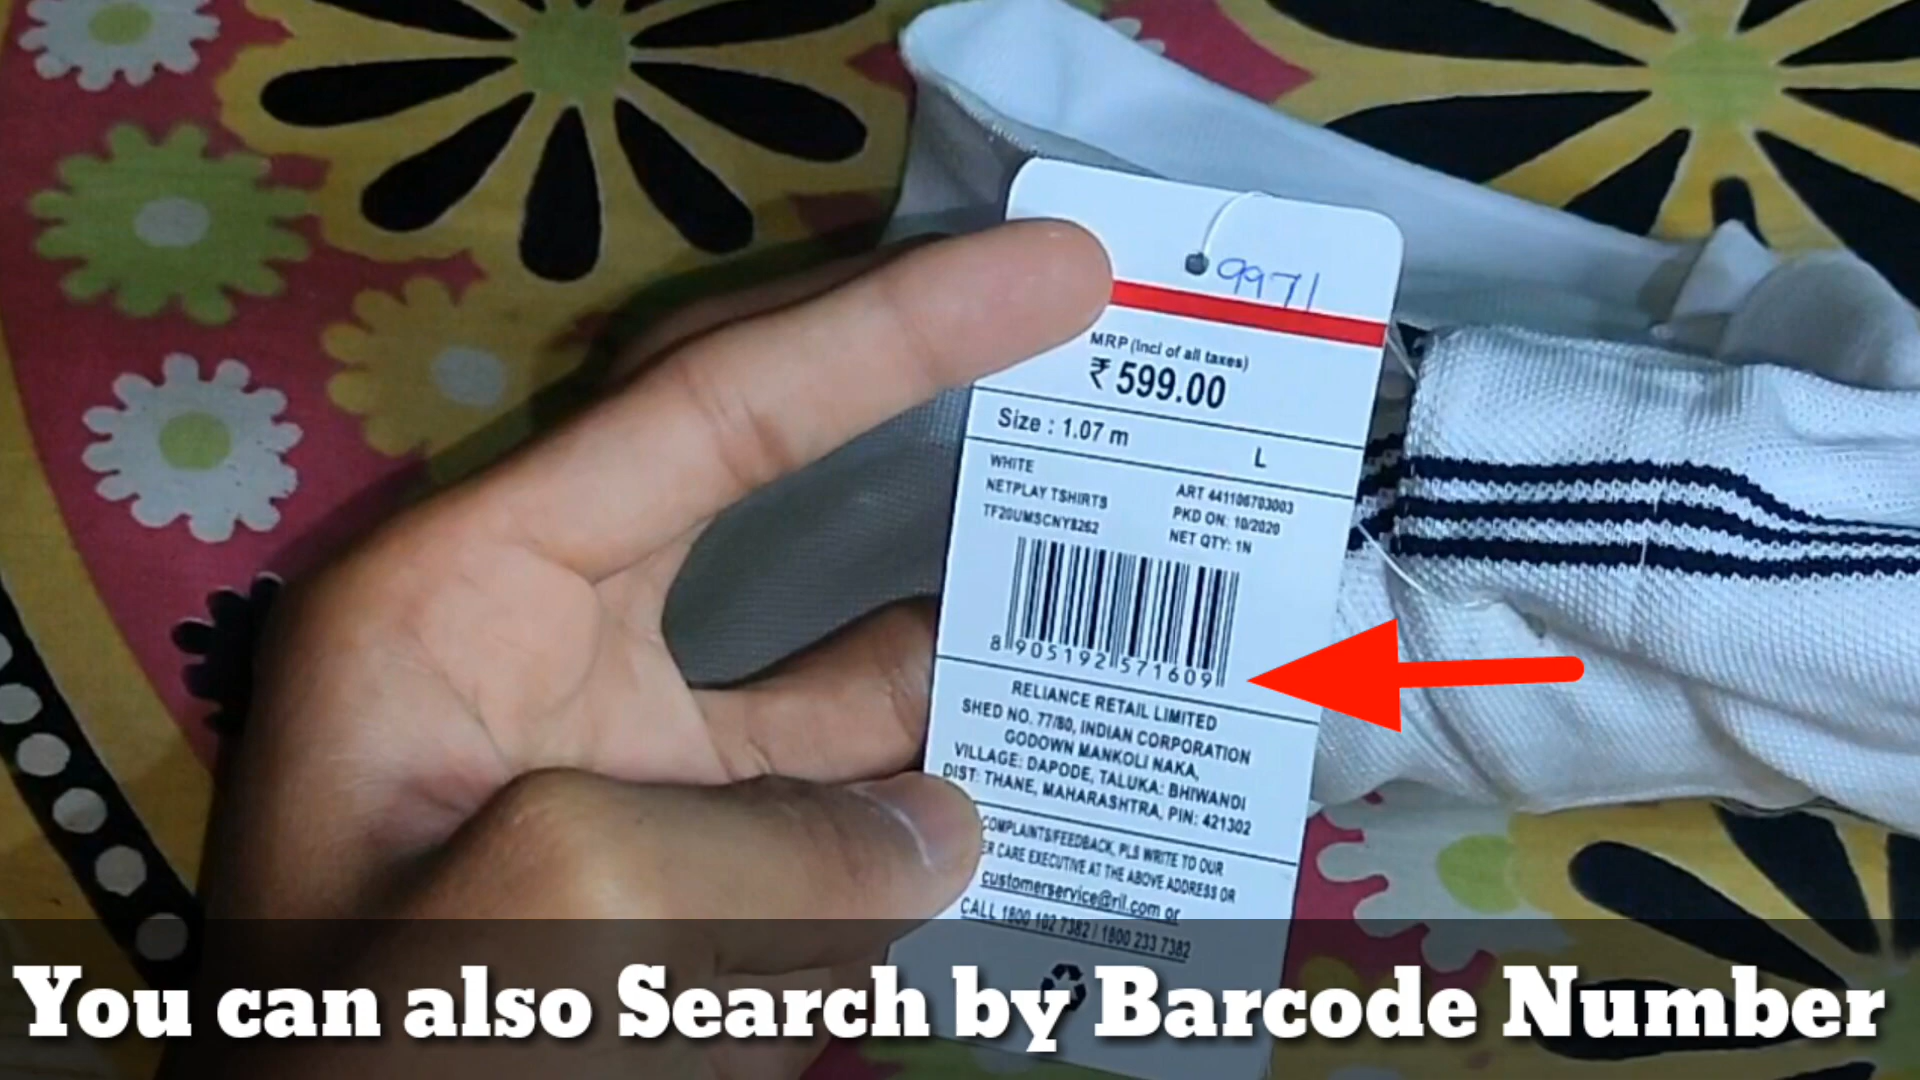 9971
MRP (Incl of all taxes)
₹ 599.00
Size : 1.07 m
L
WHITE
NETPLAY TSHIRTS
TF20UMSCNY8262
ART 441106703003
PKD ON: 10/2020
NET QTY: 1N
8 905192 571609
RELIANCE RETAIL LIMITED
SHED NO. 77/80, INDIAN CORPORATION
GODOWN MANKOLI NAKA,
VILLAGE: DAPODE, TALUKA: BHIWANDI
DIST: THANE, MAHARASHTRA, PIN: 421302
COMPLAINTS/FEEDBACK, PLS WRITE TO OUR
CARE EXECUTIVE AT THE ABOVE ADDRESS OR
customerservice@ril.com or
CALL 1800 102 7382 / 1800 233 7382
You can also Search by Barcode Number